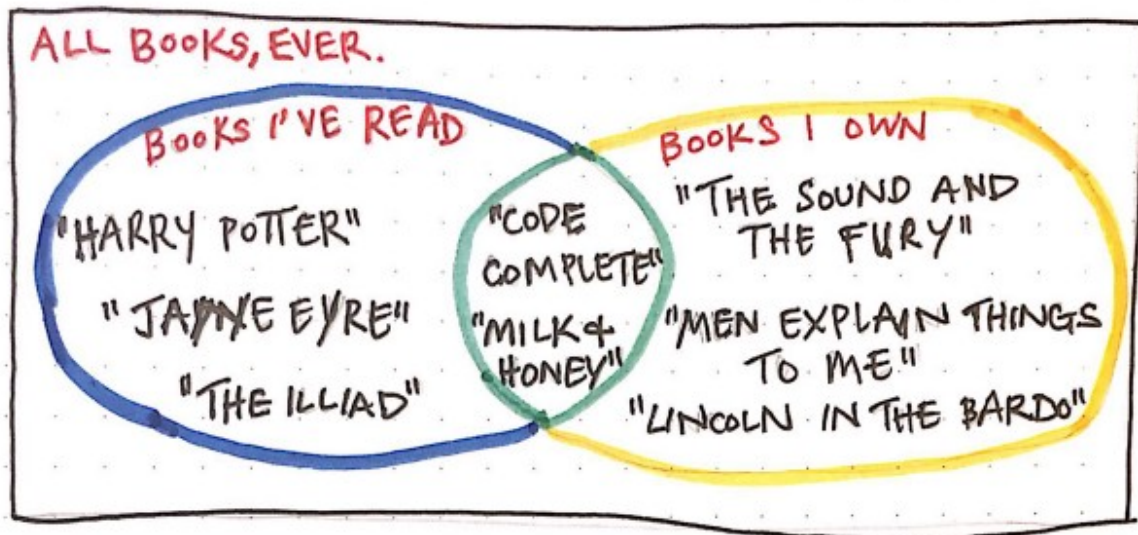 ALL BOOKS, EVER.
BOOKS I'VE READ
"HARRY POTTER"
"JAYNE EYRE"
"THE ILLIAD"
"CODE
COMPLETE"
"MILK &
HONEY"
BOOKS I OWN
"THE SOUND AND
THE FURY"
"MEN EXPLAIN THINGS
TO ME"
"LINCOLN IN THE BARDO"